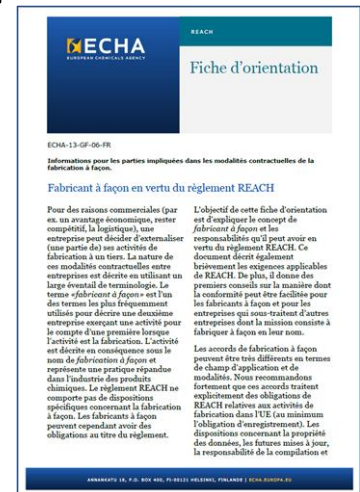 REACH
ECHA
EUROPEAN CHEMICALS AGENCY
Fiche d'orientation
ECHA-13-GF-06-FR
Informations pour les parties impliquées dans les modalités contractuelles de la
fabrication à façon.
Fabricant à façon en vertu du règlement REACH
Pour des raisons commerciales (par
ex. un avantage économique, rester
compétitif, la logistique), une
entreprise peut décider d'externaliser
(une partie de) ses activités de
fabrication à un tiers. La nature de
ces modalités contractuelles entre
entreprises est décrite en utilisant un
large éventail de terminologie. Le
terme «fabricant à façon» est l'un
des termes les plus fréquemment
utilisés pour décrire une deuxième
entreprise exerçant une activité pour
le compte d'une première lorsque
l'activité est la fabrication. L'activité
est décrite en conséquence sous le
nom de fabrication à façon et
représente une pratique répandue
dans l'industrie des produits
chimiques. Le règlement REACH ne
comporte pas de dispositions
spécifiques concernant la fabrication
à façon. Les fabricants à façon
peuvent cependant avoir des
obligations au titre du règlement.
L'objectif de cette fiche d'orientation
est d'expliquer le concept de
fabricant à façon et les
responsabilités qu'il peut avoir en
vertu du règlement REACH. Ce
document décrit également
brièvement les exigences applicables
de REACH. De plus, il donne des
premiers conseils sur la manière dont
la conformité peut être facilitée pour
les fabricants à façon et pour les
entreprises qui sous-traitent d'autres
entreprises dont la mission consiste à
fabriquer à façon en leur nom.
Les accords de fabrication à façon
peuvent être très différents en termes
de champ d'application et de
modalités. Nous recommandons
fortement que ces accords traitent
explicitement des obligations de
REACH relatives aux activités de
fabrication dans l'UE (au minimum
l'obligation d'enregistrement). Les
dispositions concernant la propriété
des données, les futures mises à jour,
la responsabilité de la compilation et
ANNANKATU 18, P.O. BOX 400, FI-00121 HELSINKI, FINLAND | ECHA.EUROPA.EU